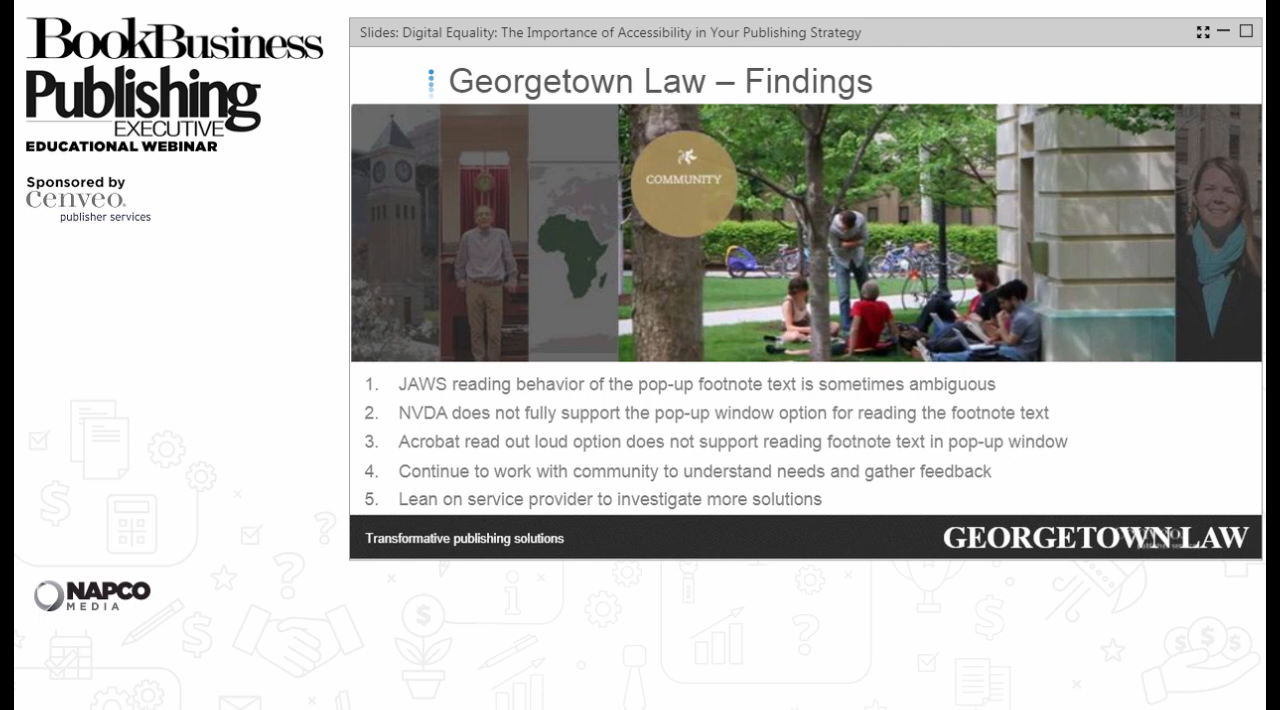 BookBusiness
Publishing
EXECUTIVE
EDUCATIONAL WEBINAR
Sponsored by
cenveo.
publisher services
Slides: Digital Equality: The Importance of Accessibility in Your Publishing Strategy
Georgetown Law – Findings
COMMUNITY
1. JAWS reading behavior of the pop-up footnote text is sometimes ambiguous
2. NVDA does not fully support the pop-up window option for reading the footnote text
3. Acrobat read out loud option does not support reading footnote text in pop-up window
4. Continue to work with community to understand needs and gather feedback
5. Lean on service provider to investigate more solutions
Transformative publishing solutions
GEORGETOWN LAW
NAPCO
MEDIA